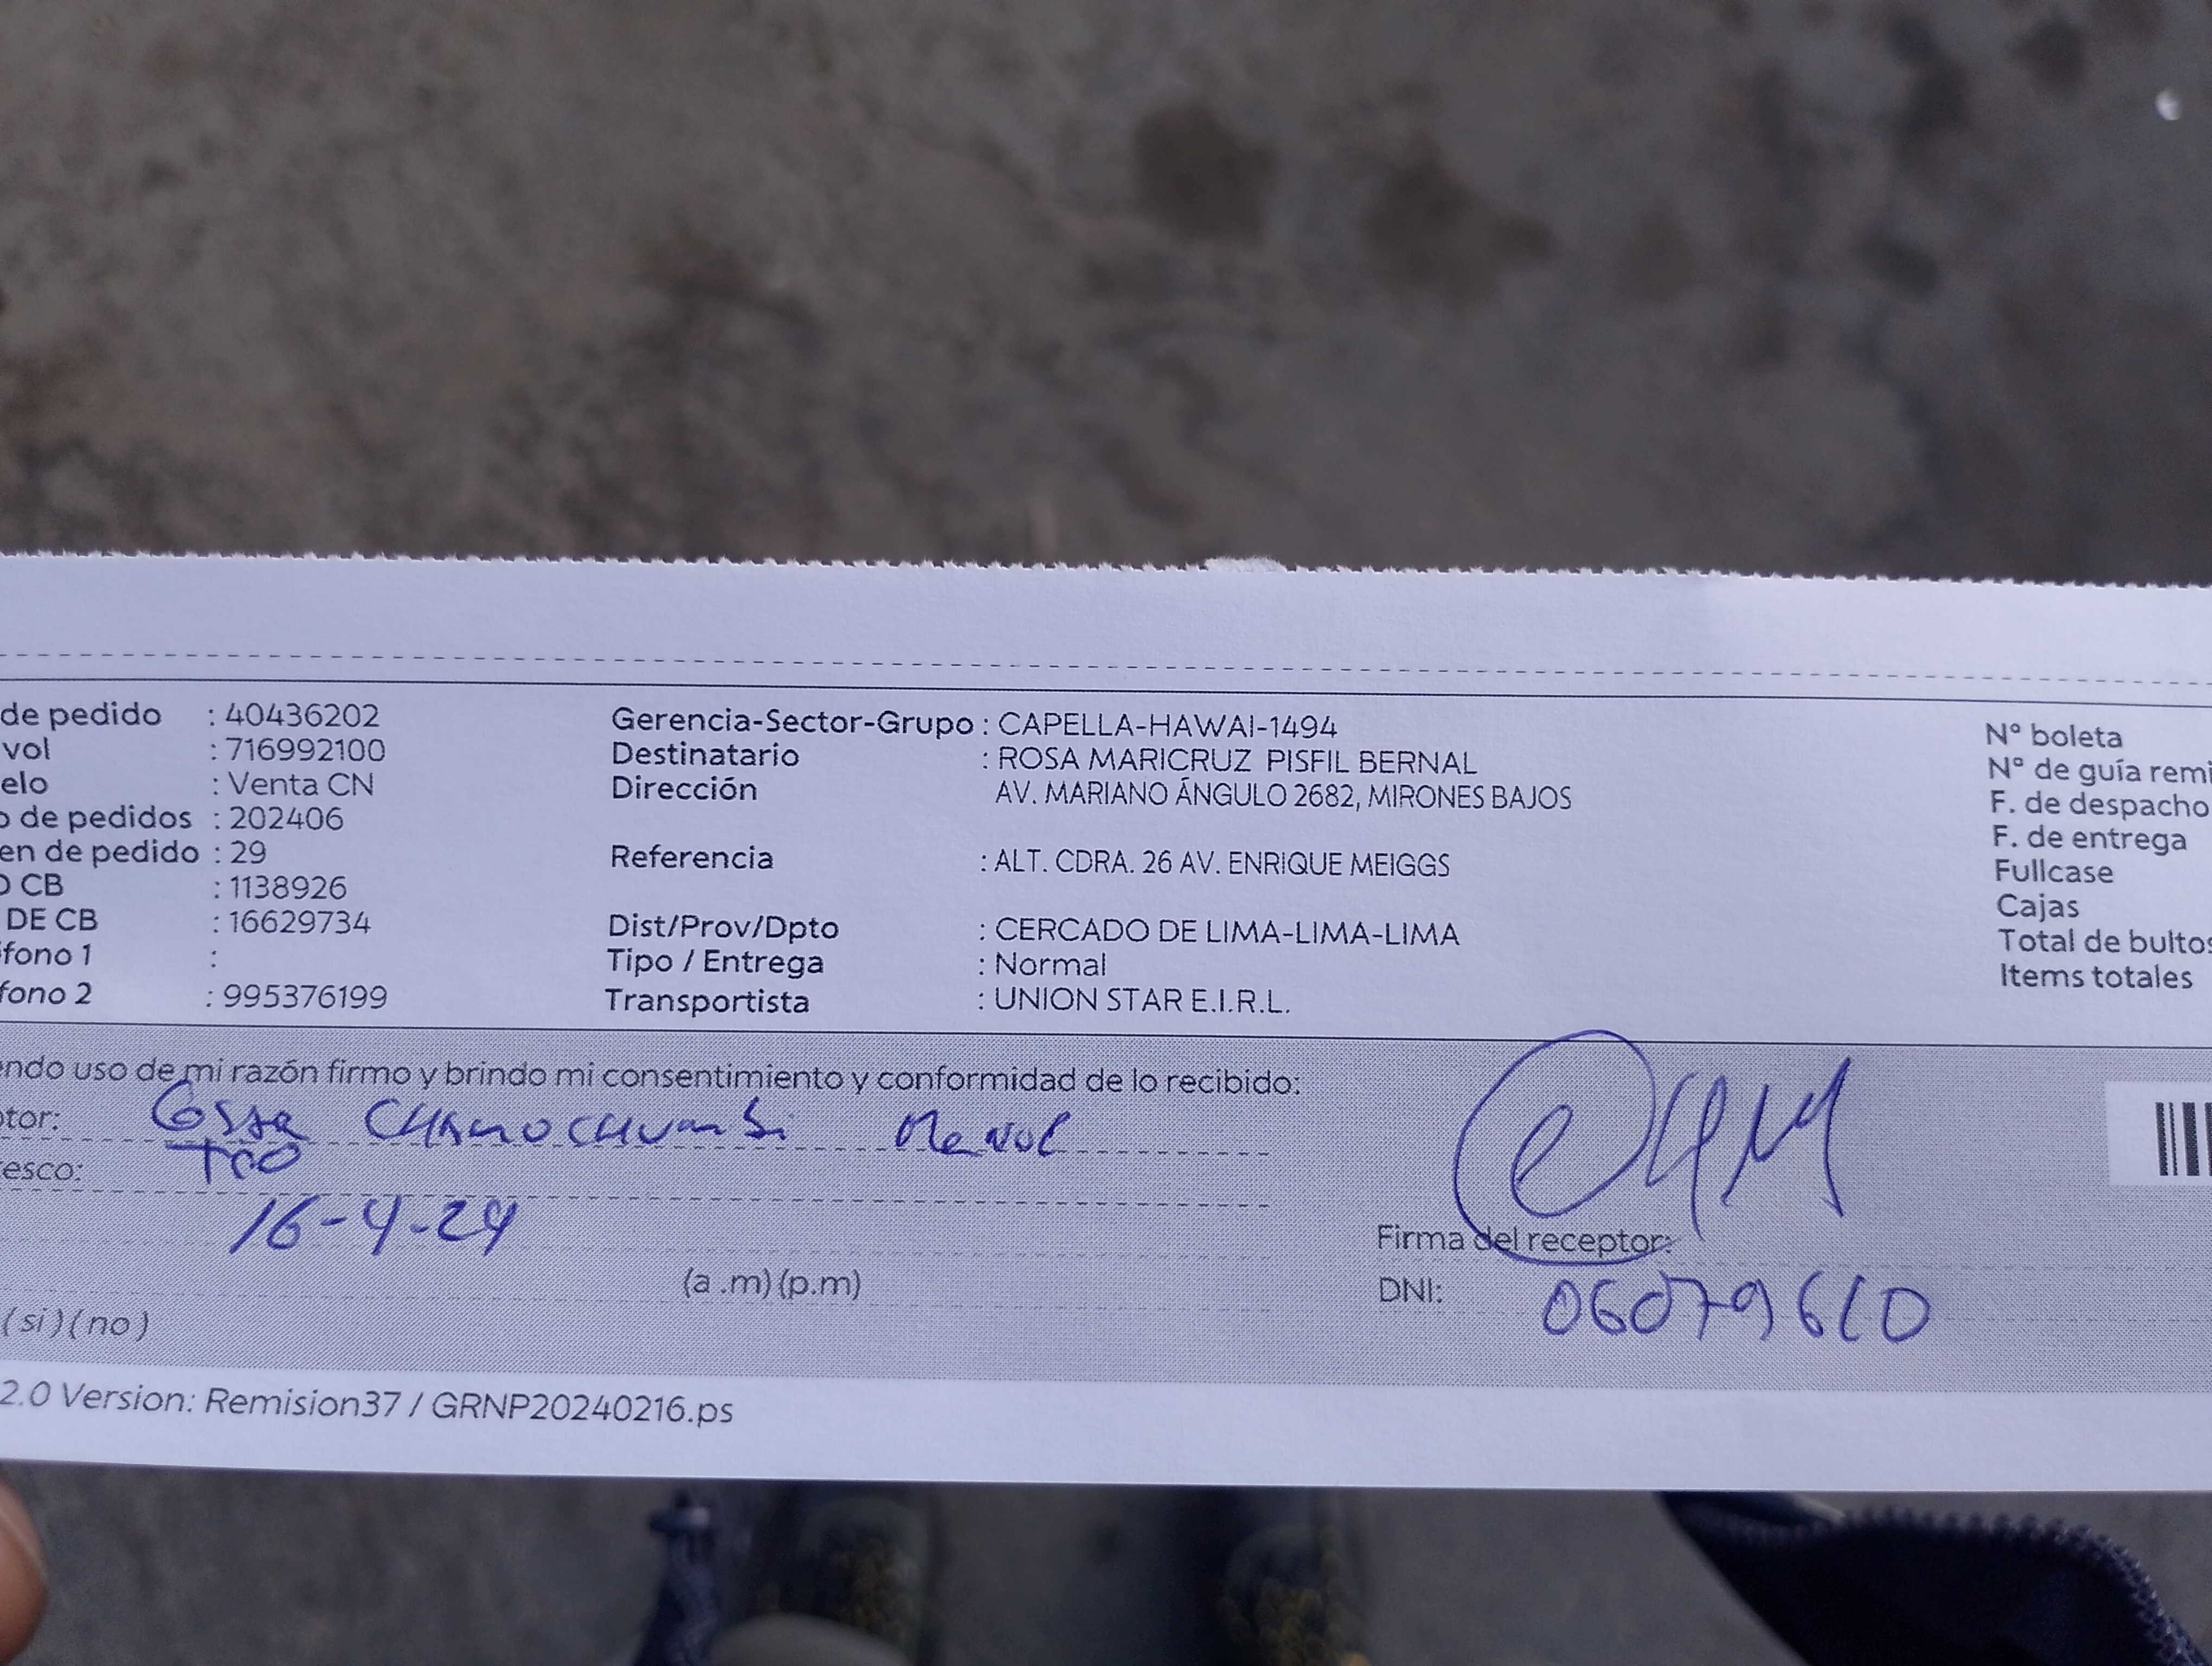 de pedido : 40436202 Gerencia-Sector-Grupo : CAPELLA-HAWAI-1494 N° boleta
vol : 716992100 Destinatario : ROSA MARICRUZ PISFIL BERNAL N° de guía remi
elo : Venta CN Dirección AV. MARIANO ÁNGULO 2682, MIRONES BAJOS F. de despacho
o de pedidos : 202406 F. de entrega
en de pedido : 29 Referencia : ALT. CDRA. 26 AV. ENRIQUE MEIGGS Fullcase
O CB : 1138926 Cajas
DE CB : 16629734 Dist/Prov/Dpto : CERCADO DE LIMA-LIMA-LIMA Total de bultos
fono 1 : Tipo / Entrega : Normal Items totales
fono 2 : 995376199 Transportista : UNION STAR E.I.R.L.
endo uso de mi razón firmo y brindo mi consentimiento y conformidad de lo recibido:
tor:
esco: Tco
16-4-24
Firma del receptor:
(a .m) (p.m) DNI: 06079610
( si ) ( no )
2.0 Version: Remision37 / GRNP20240216.ps